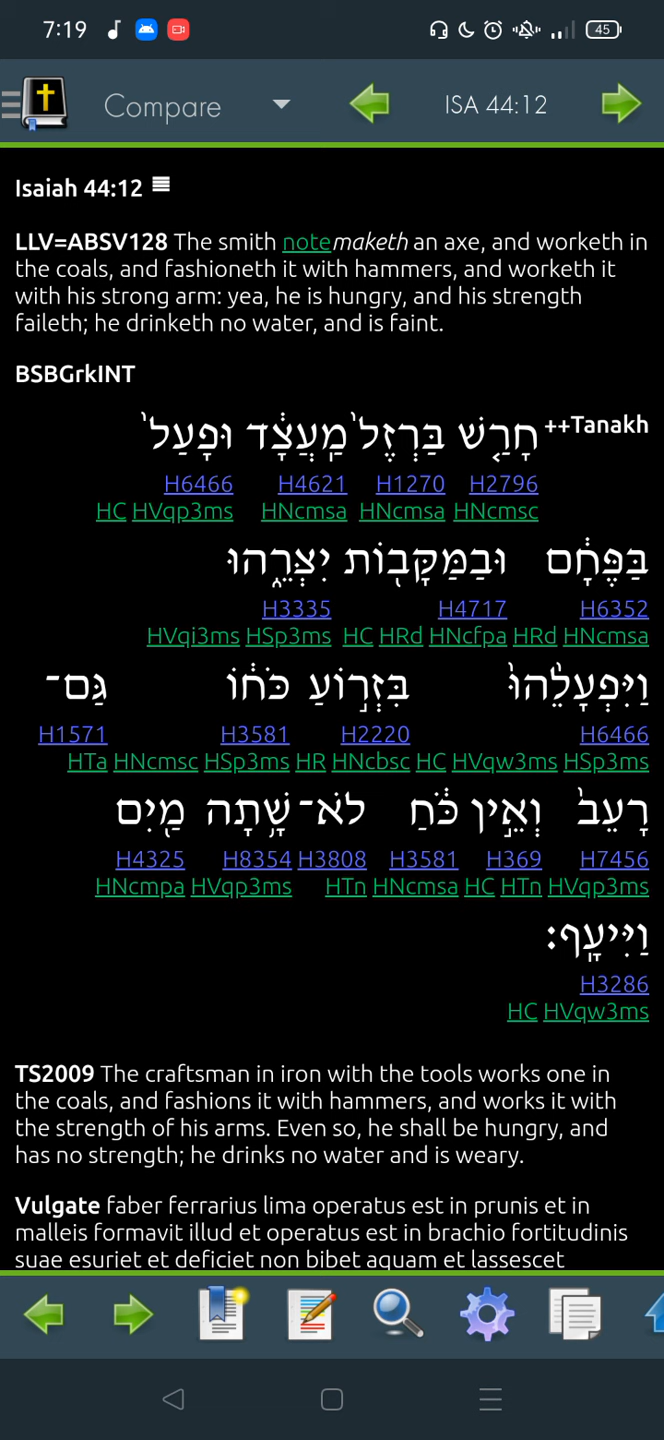 7:19 45
Compare ISA 44:12
Isaiah 44:12
LLV=ABSV128 The smith notemaketh an axe, and worketh in
the coals, and fashioneth it with hammers, and worketh it
with his strong arm: yea, he is hungry, and his strength
faileth; he drinketh no water, and is faint.
BSBGrkINT
++Tanakh חָרַ֤שׁ בַּרְזֶל֙ מַֽעֲצָ֔ד וּפָעַל֙
H6466 H4621 H1270 H2796
HC HVqp3ms HNcmsa HNcmsa HNcmsc
בַּפֶּחָ֔ם וּבַמַּקָּב֖וֹת יִצְּרֵ֑הוּ
H3335 H4717 H6352
HVqi3ms HSp3ms HC HRd HNcfpa HRd HNcmsa
וַיִּפְעָלֵ֙הוּ֙ בִּזְר֣וֹעַ כֹּח֔וֹ גַּם־
H1571 H3581 H2220 H6466
HTa HNcmsc HSp3ms HR HNcbsc HC HVqw3ms HSp3ms
רָעֵב֙ וְאֵ֣ין כֹּ֔חַ לֹא־ שָׁ֥תָה מַ֖יִם
H4325 H8354 H3808 H3581 H369 H7456
HNcmpa HVqp3ms HTn HNcmsa HC HTn HVqp3ms
וַיִּיעָֽף׃
H3286
HC HVqw3ms
TS2009 The craftsman in iron with the tools works one in
the coals, and fashions it with hammers, and works it with
the strength of his arms. Even so, he shall be hungry, and
has no strength; he drinks no water and is weary.
Vulgate faber ferrarius lima operatus est in prunis et in
malleis formavit illud et operatus est in brachio fortitudinis
suae esuriet et deficiet non bibet aquam et lassescet